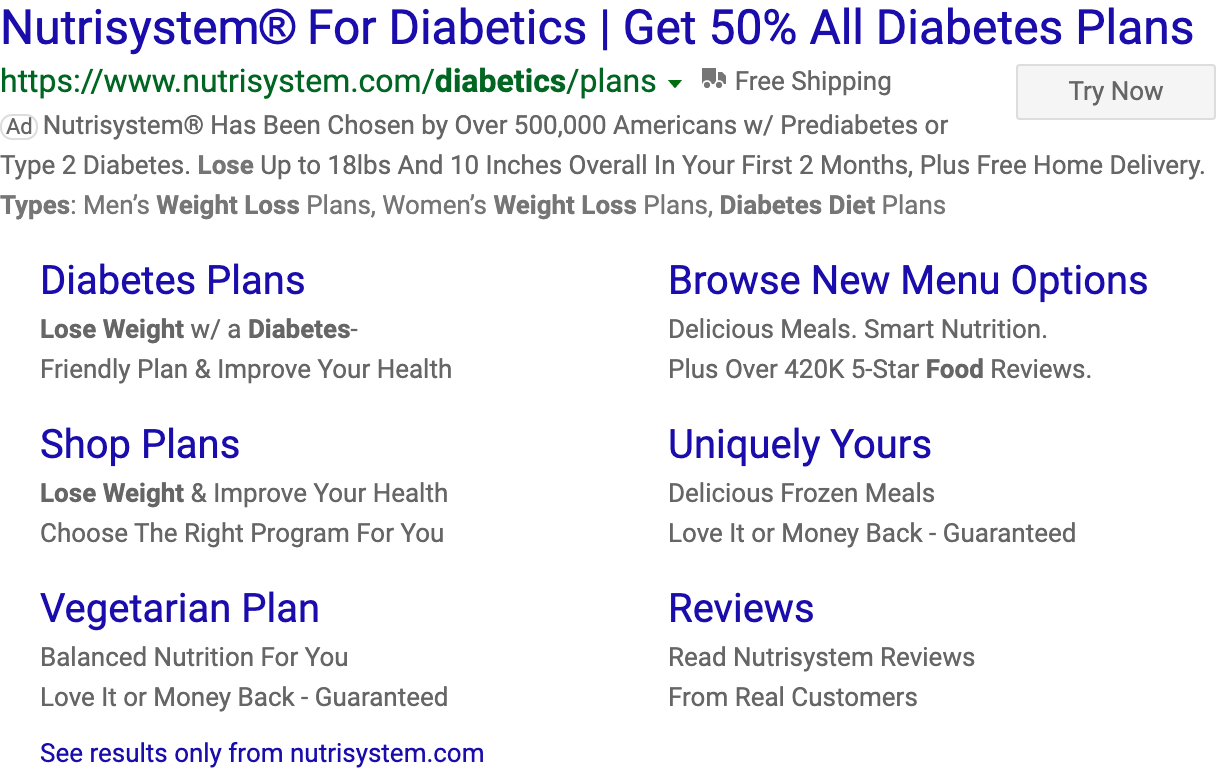 Nutrisystem® For Diabetics | Get 50% All Diabetes Plans
https://www.nutrisystem.com/diabetics/plans Free Shipping
Try Now
Ad Nutrisystem® Has Been Chosen by Over 500,000 Americans w/ Prediabetes or
Type 2 Diabetes. Lose Up to 18lbs And 10 Inches Overall In Your First 2 Months, Plus Free Home Delivery.
Types: Men’s Weight Loss Plans, Women’s Weight Loss Plans, Diabetes Diet Plans
Diabetes Plans
Lose Weight w/ a Diabetes-
Friendly Plan & Improve Your Health
Browse New Menu Options
Delicious Meals. Smart Nutrition.
Plus Over 420K 5-Star Food Reviews.
Shop Plans
Lose Weight & Improve Your Health
Choose The Right Program For You
Uniquely Yours
Delicious Frozen Meals
Love It or Money Back - Guaranteed
Vegetarian Plan
Balanced Nutrition For You
Love It or Money Back - Guaranteed
Reviews
Read Nutrisystem Reviews
From Real Customers
See results only from nutrisystem.com